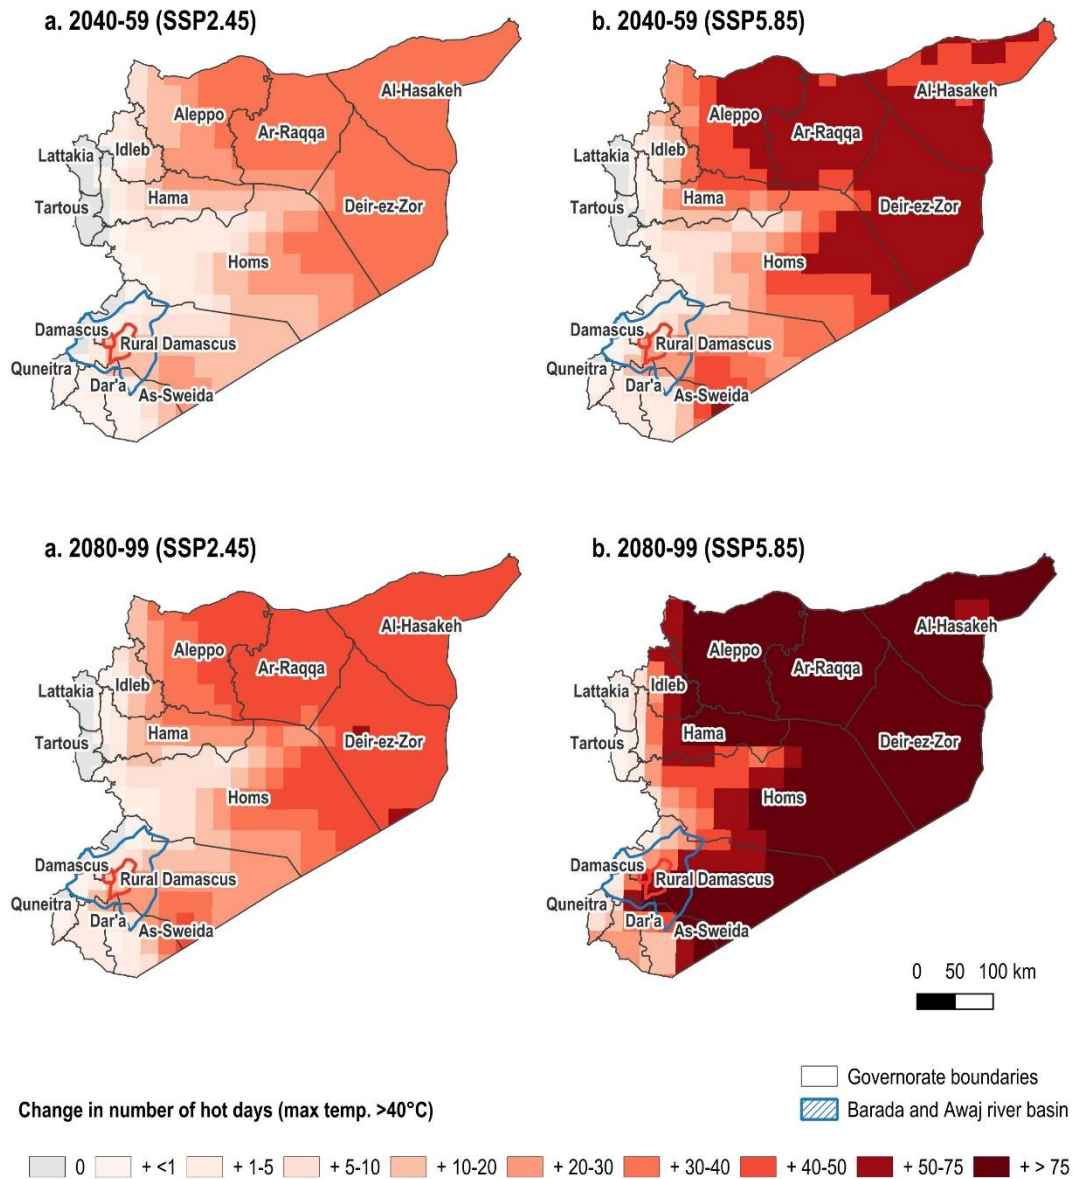 a. 2040-59 (SSP2.45)
Al-Hasakeh
Aleppo
Ar-Raqqa
Idleb
Lattakia
Hama
Tartous
Deir-ez-Zor
Homs
Damascus
Rural Damascus
Quneitra
Dar'a
As-Sweida
b. 2040-59 (SSP5.85)
Al-Hasakeh
Aleppo
Ar-Raqqa
Idleb
Lattakia
Hama
Tartous
Deir-ez-Zor
Homs
Damascus
Rural Damascus
Quneitra
Dar'a
As-Sweida
a. 2080-99 (SSP2.45)
Al-Hasakeh
Aleppo
Ar-Raqqa
Idleb
Lattakia
Hama
Tartous
Deir-ez-Zor
Homs
Damascus
Rural Damascus
Quneitra
Dar'a
As-Sweida
b. 2080-99 (SSP5.85)
Al-Hasakeh
Aleppo
Ar-Raqqa
Idleb
Lattakia
Hama
Tartous
Deir-ez-Zor
Homs
Damascus
Rural Damascus
Quneitra
Dar'a
As-Sweida
0 50 100 km
Governorate boundaries
Barada and Awaj river basin
Change in number of hot days (max temp. >40°C)
0 + <1 + 1-5 + 5-10 + 10-20 + 20-30 + 30-40 + 40-50 + 50-75 + > 75